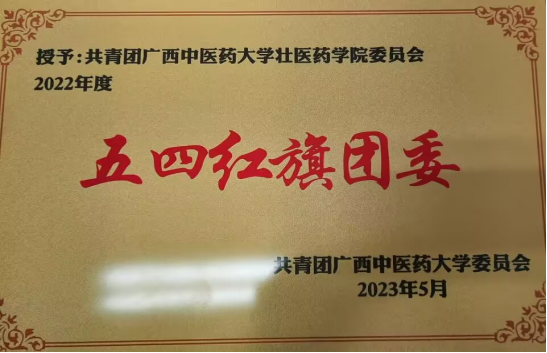 授予:共青团广西中医药大学壮医药学院委员会
2022年度
五四红旗团委
共青团广西中医药大学委员会
2023年5月